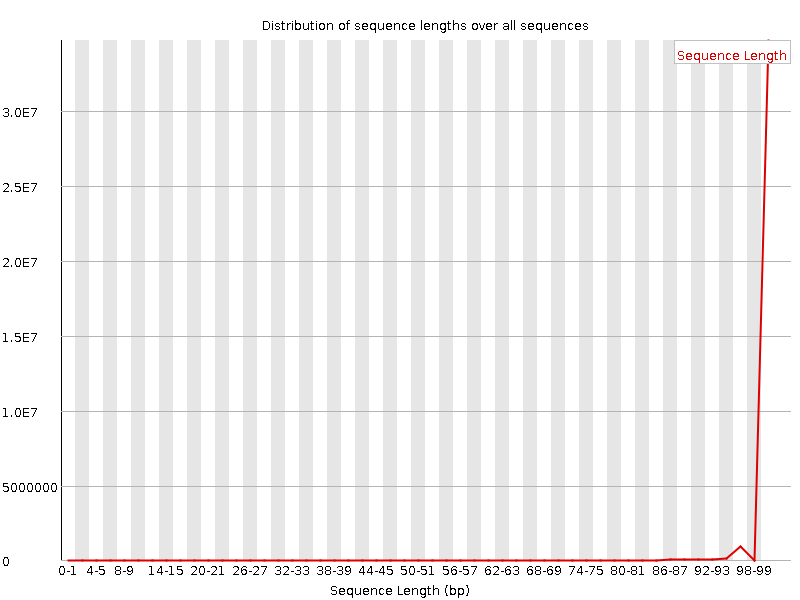 Distribution of sequence lengths over all sequences
Sequence Length
3.0E7
2.5E7
2.0E7
1.5E7
1.0E7
5000000
0
0-1 4-5 8-9 14-15 20-21 26-27 32-33 38-39 44-45 50-51 56-57 62-63 68-69 74-75 80-81 86-87 92-93 98-99
Sequence Length (bp)